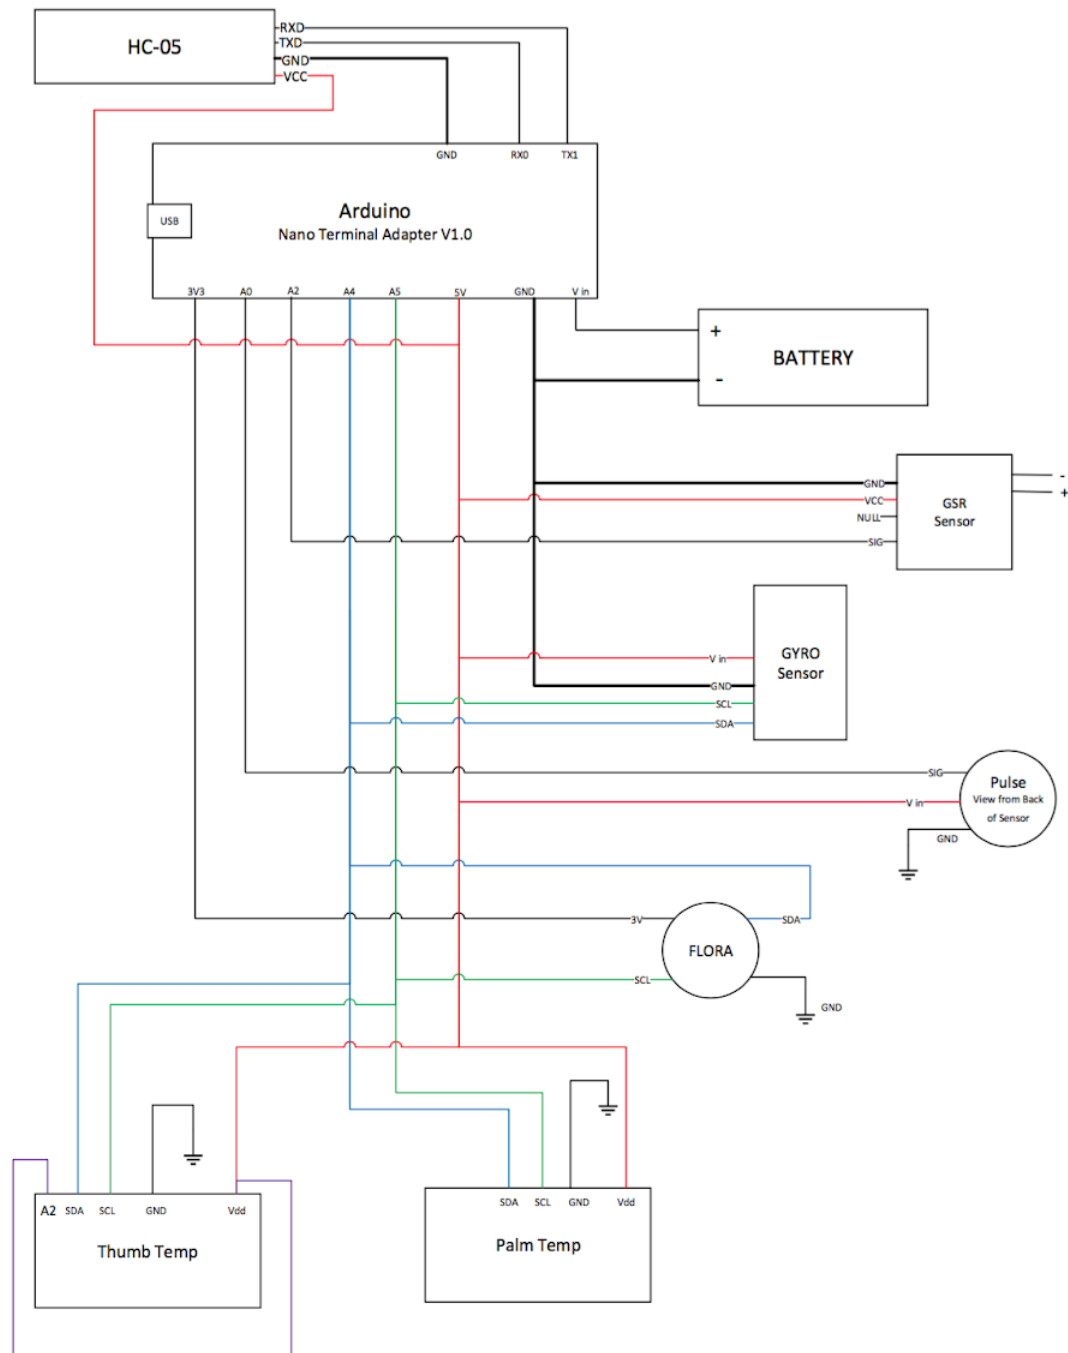 HC-05
RXD
TXD
GND
VCC
GND
RX0
TX1
USB
Arduino
Nano Terminal Adapter V1.0
3V3
A0
A2
A4
A5
5V
GND
V in
+
BATTERY
-
GND
VCC
NULL
SIG
GSR
Sensor
-
+
V in
GND
SCL
SDA
GYRO
Sensor
SIG
V in
GND
Pulse
View from Back
of Sensor
3V
SDA
FLORA
SCL
GND
A2
SDA
SCL
GND
Vdd
Thumb Temp
SDA
SCL
GND
Vdd
Palm Temp